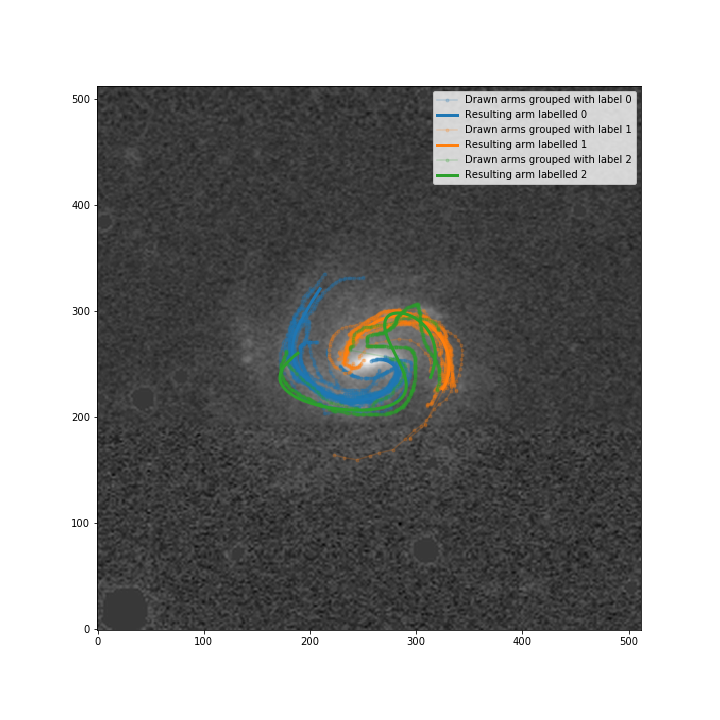 Drawn arms grouped with label 0
Resulting arm labelled 0
Drawn arms grouped with label 1
Resulting arm labelled 1
Drawn arms grouped with label 2
Resulting arm labelled 2
500
400
300
200
100
0
0 100 200 300 400 500